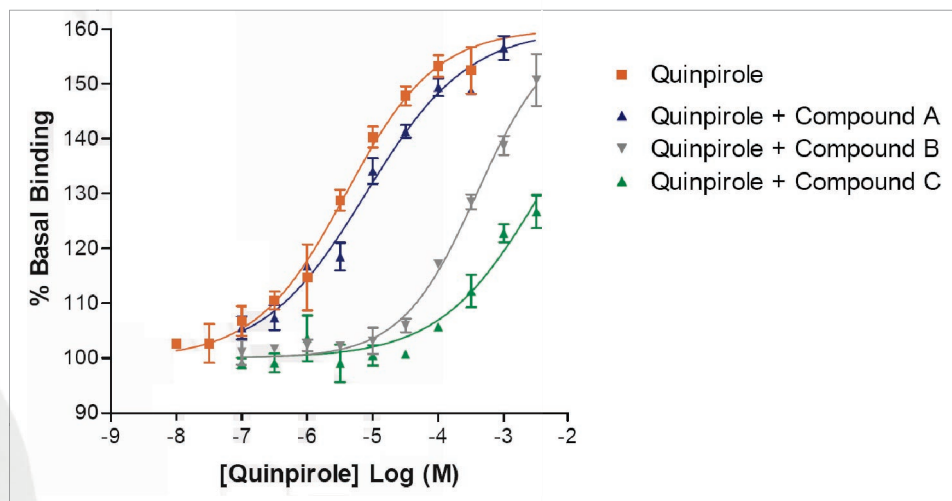 160
150
140
130
120
110
100
90
% Basal Binding
-9 -8 -7 -6 -5 -4 -3 -2
[Quinpirole] Log (M)
Quinpirole
Quinpirole + Compound A
Quinpirole + Compound B
Quinpirole + Compound C